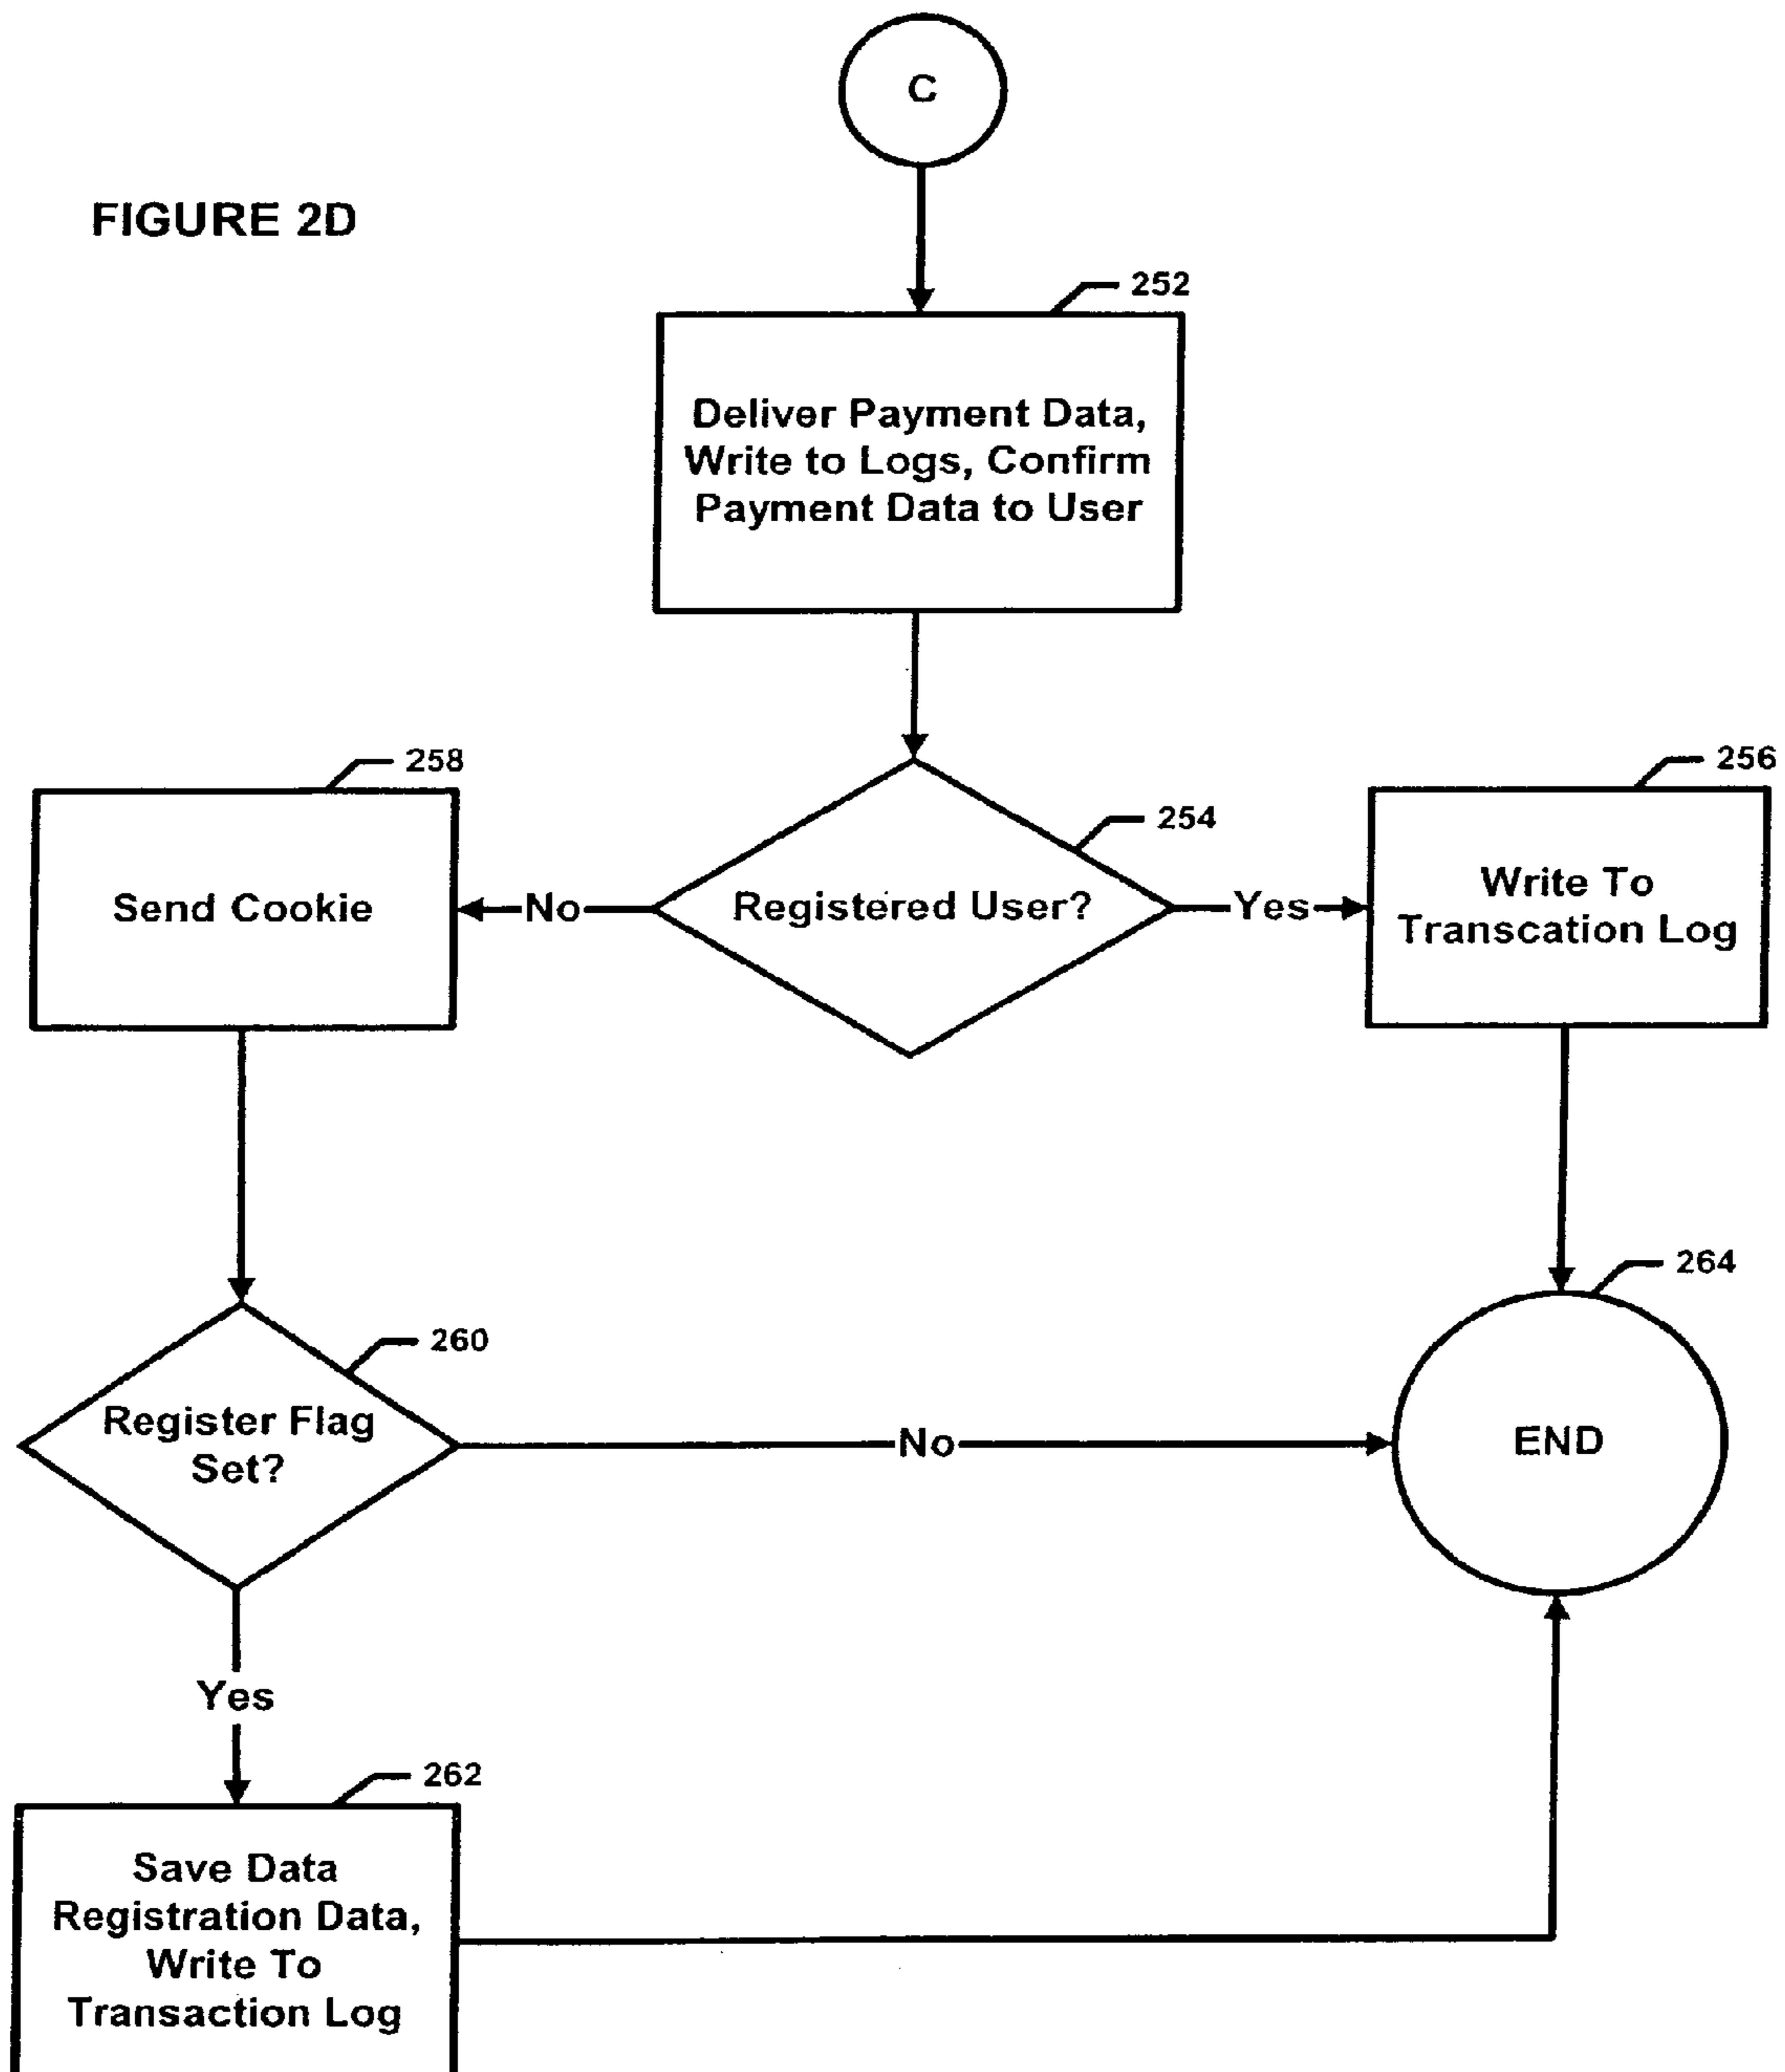 C
FIGURE 2D
252
Deliver Payment Data,
Write to Logs, Confirm
Payment Data to User
258
256
254
Send Cookie
No
Registered User?
Yes
Write To
Transcation Log
264
260
Register Flag
Set?
No
END
Yes
262
Save Data
Registration Data,
Write To
Transaction Log